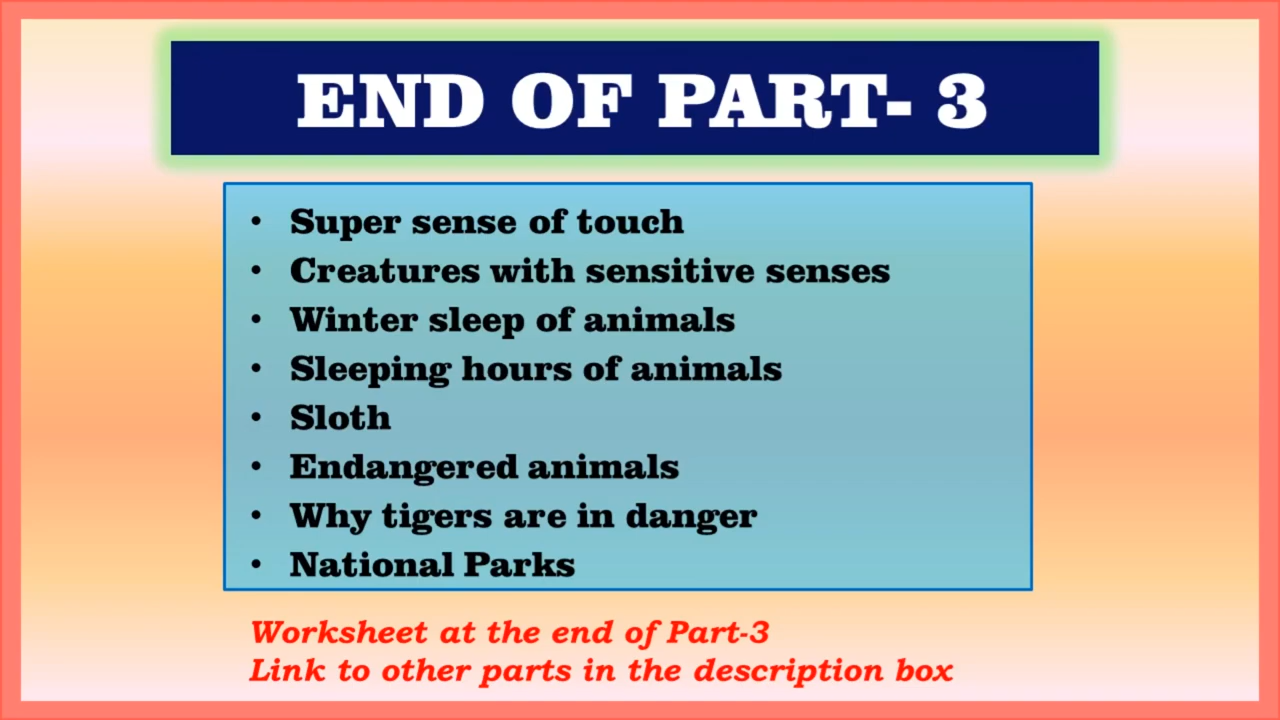 END OF PART- 3
• Super sense of touch
• Creatures with sensitive senses
• Winter sleep of animals
• Sleeping hours of animals
• Sloth
• Endangered animals
• Why tigers are in danger
• National Parks
Worksheet at the end of Part-3
Link to other parts in the description box